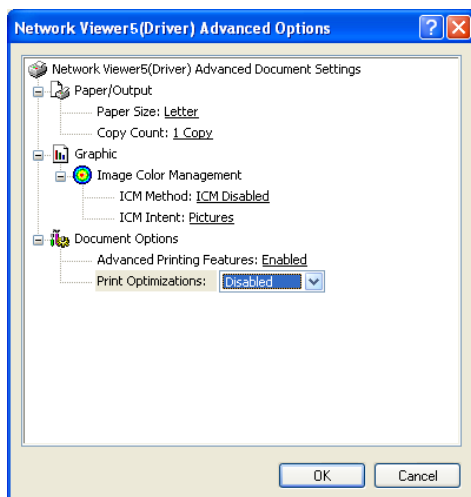 Network Viewer5(Driver) Advanced Options
Network Viewer5(Driver) Advanced Document Settings
Paper/Output
Paper Size: Letter
Copy Count: 1 Copy
Graphic
Image Color Management
ICM Method: ICM Disabled
ICM Intent: Pictures
Document Options
Advanced Printing Features: Enabled
Print Optimizations: Disabled
OK Cancel